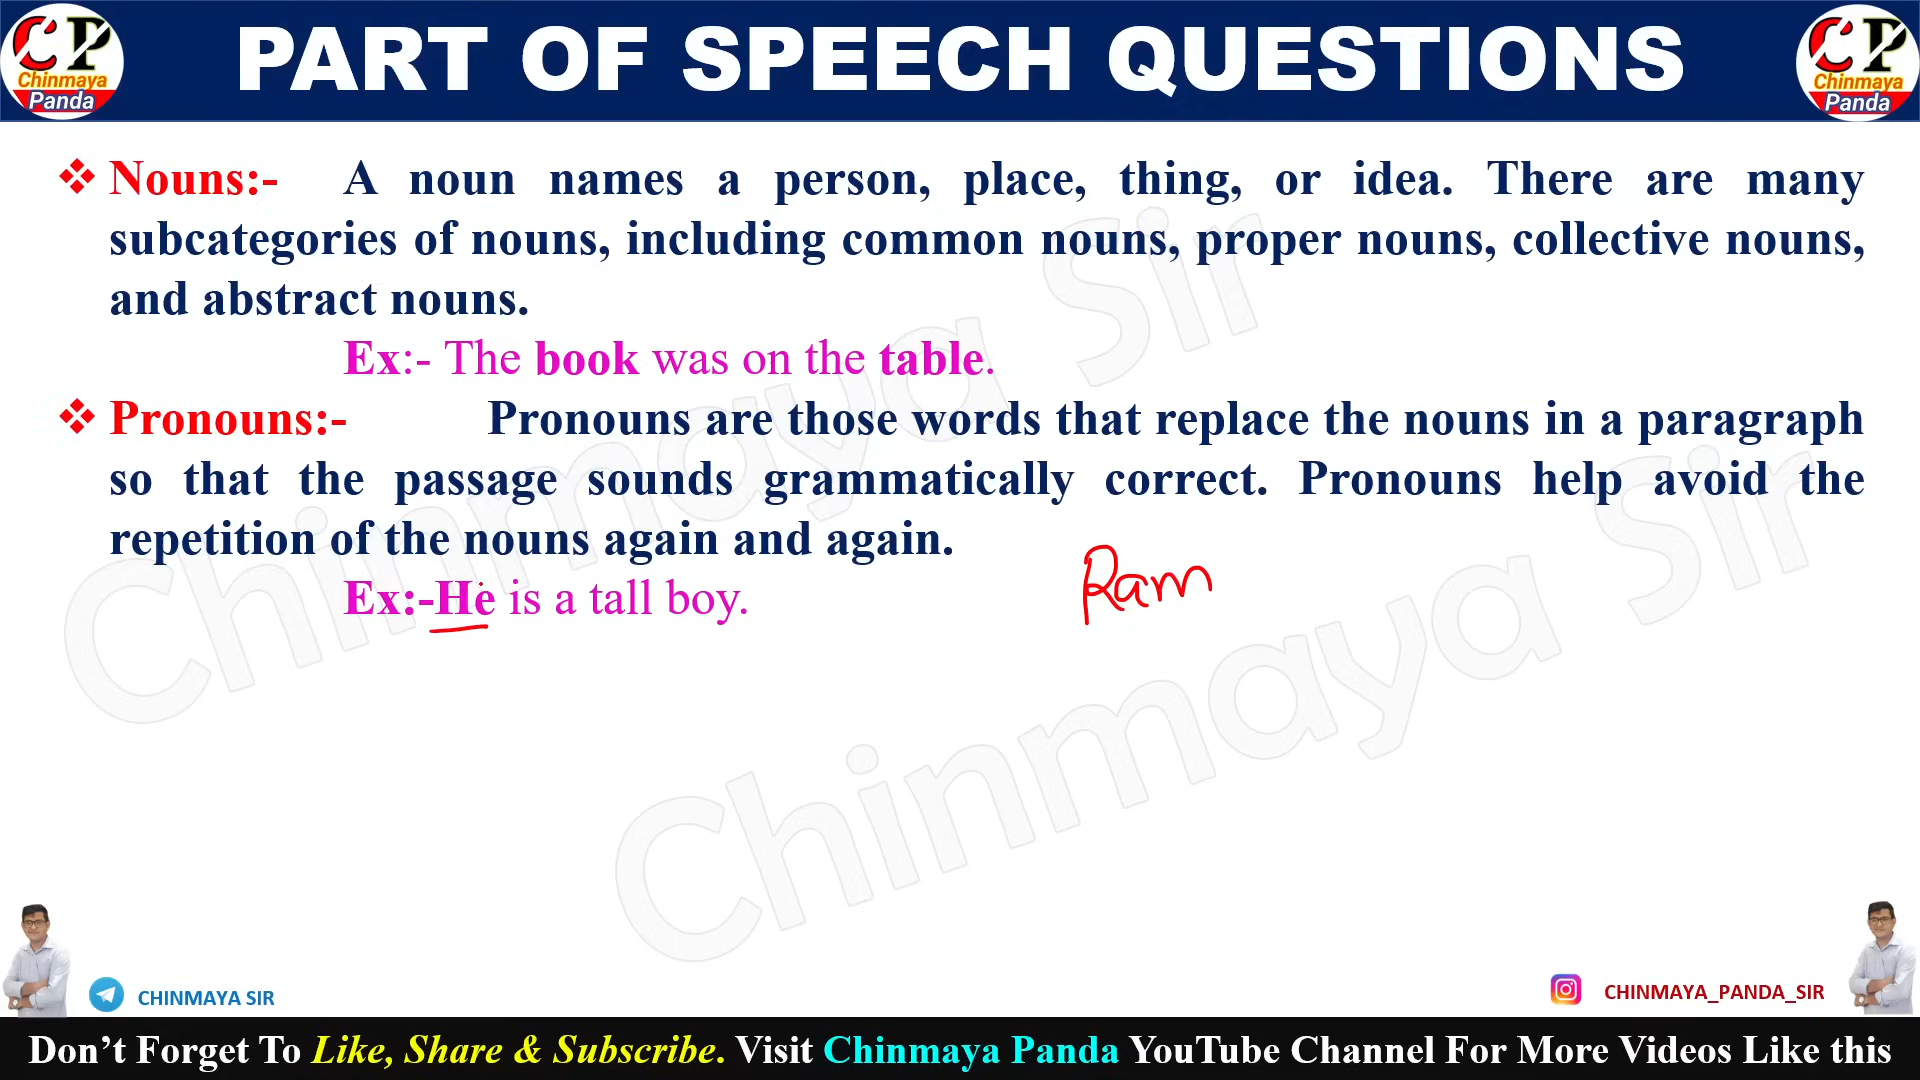 CP Chinmaya Panda
PART OF SPEECH QUESTIONS
CP Chinmaya Panda
❖ Nouns:- A noun names a person, place, thing, or idea. There are many
subcategories of nouns, including common nouns, proper nouns, collective nouns,
and abstract nouns.
Ex:- The book was on the table.
❖ Pronouns:- Pronouns are those words that replace the nouns in a paragraph
so that the passage sounds grammatically correct. Pronouns help avoid the
repetition of the nouns again and again.
Ex:-He is a tall boy.
Ram
Chinmaya Sir
Chinmaya Sir
CHINMAYA SIR
CHINMAYA_PANDA_SIR
Don’t Forget To Like, Share & Subscribe. Visit Chinmaya Panda YouTube Channel For More Videos Like this